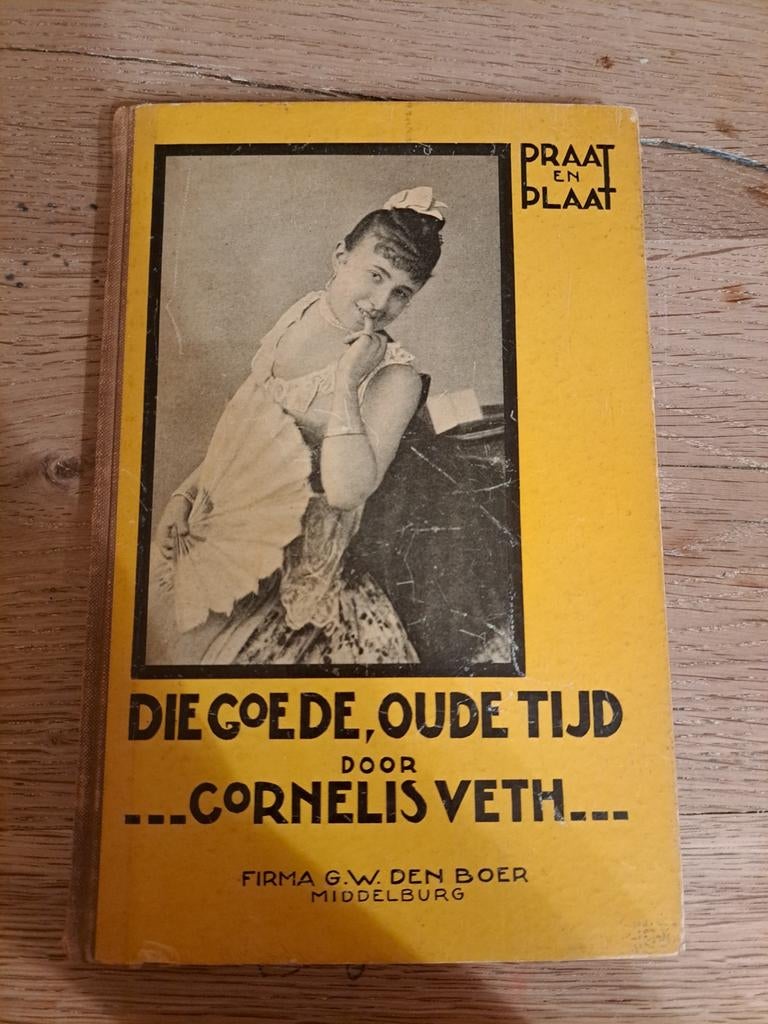 PRAAT
EN
PLAAT
DIE GOEDE, OUDE TIJD
DOOR
---CORNELIS VETH---
FIRMA G.W. DEN BOER
MIDDELBURG